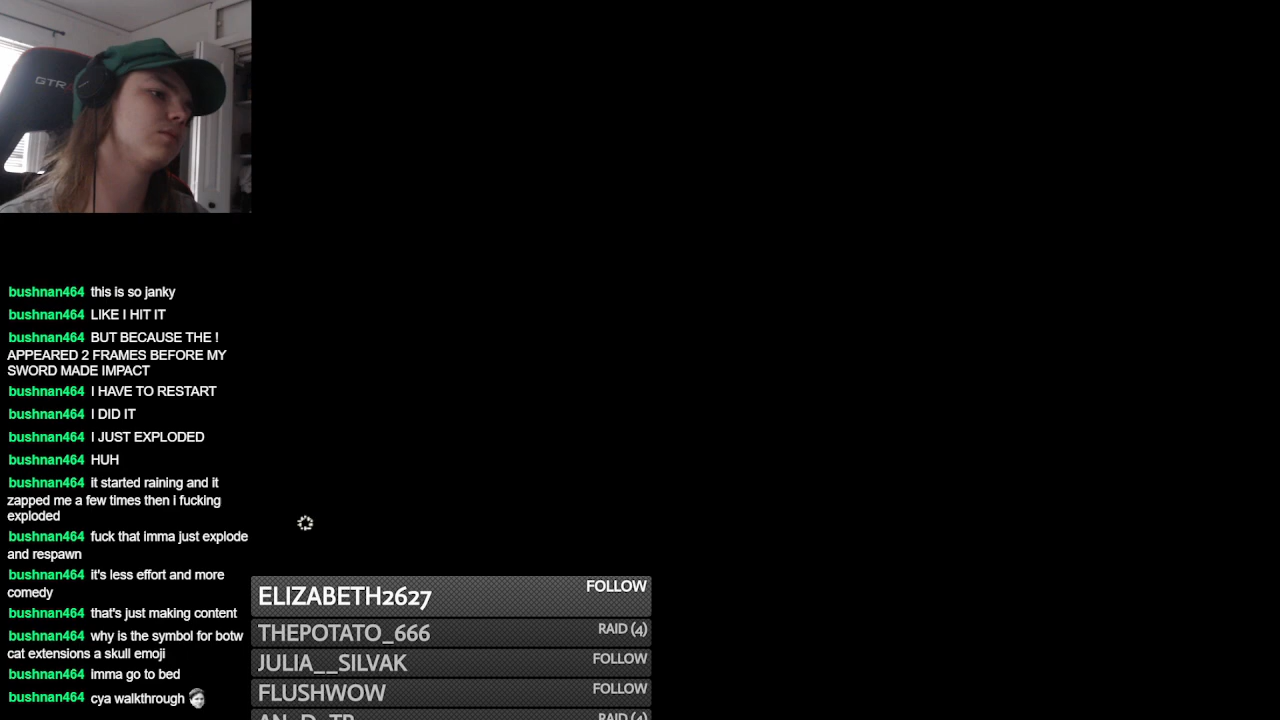 GTR
bushnan464 this is so janky
bushnan464 LIKE I HIT IT
bushnan464 BUT BECAUSE THE !
APPEARED 2 FRAMES BEFORE MY
SWORD MADE IMPACT
bushnan464 I HAVE TO RESTART
bushnan464 I DID IT
bushnan464 I JUST EXPLODED
bushnan464 HUH
bushnan464 it started raining and it
zapped me a few times then i fucking
exploded
bushnan464 fuck that imma just explode
and respawn
bushnan464 it's less effort and more
comedy
bushnan464 that's just making content
bushnan464 why is the symbol for botw
cat extensions a skull emoji
bushnan464 imma go to bed
bushnan464 cya walkthrough
ELIZABETH2627 FOLLOW
THEPOTATO_666 RAID (4)
JULIA__SILVAK FOLLOW
FLUSHWOW FOLLOW